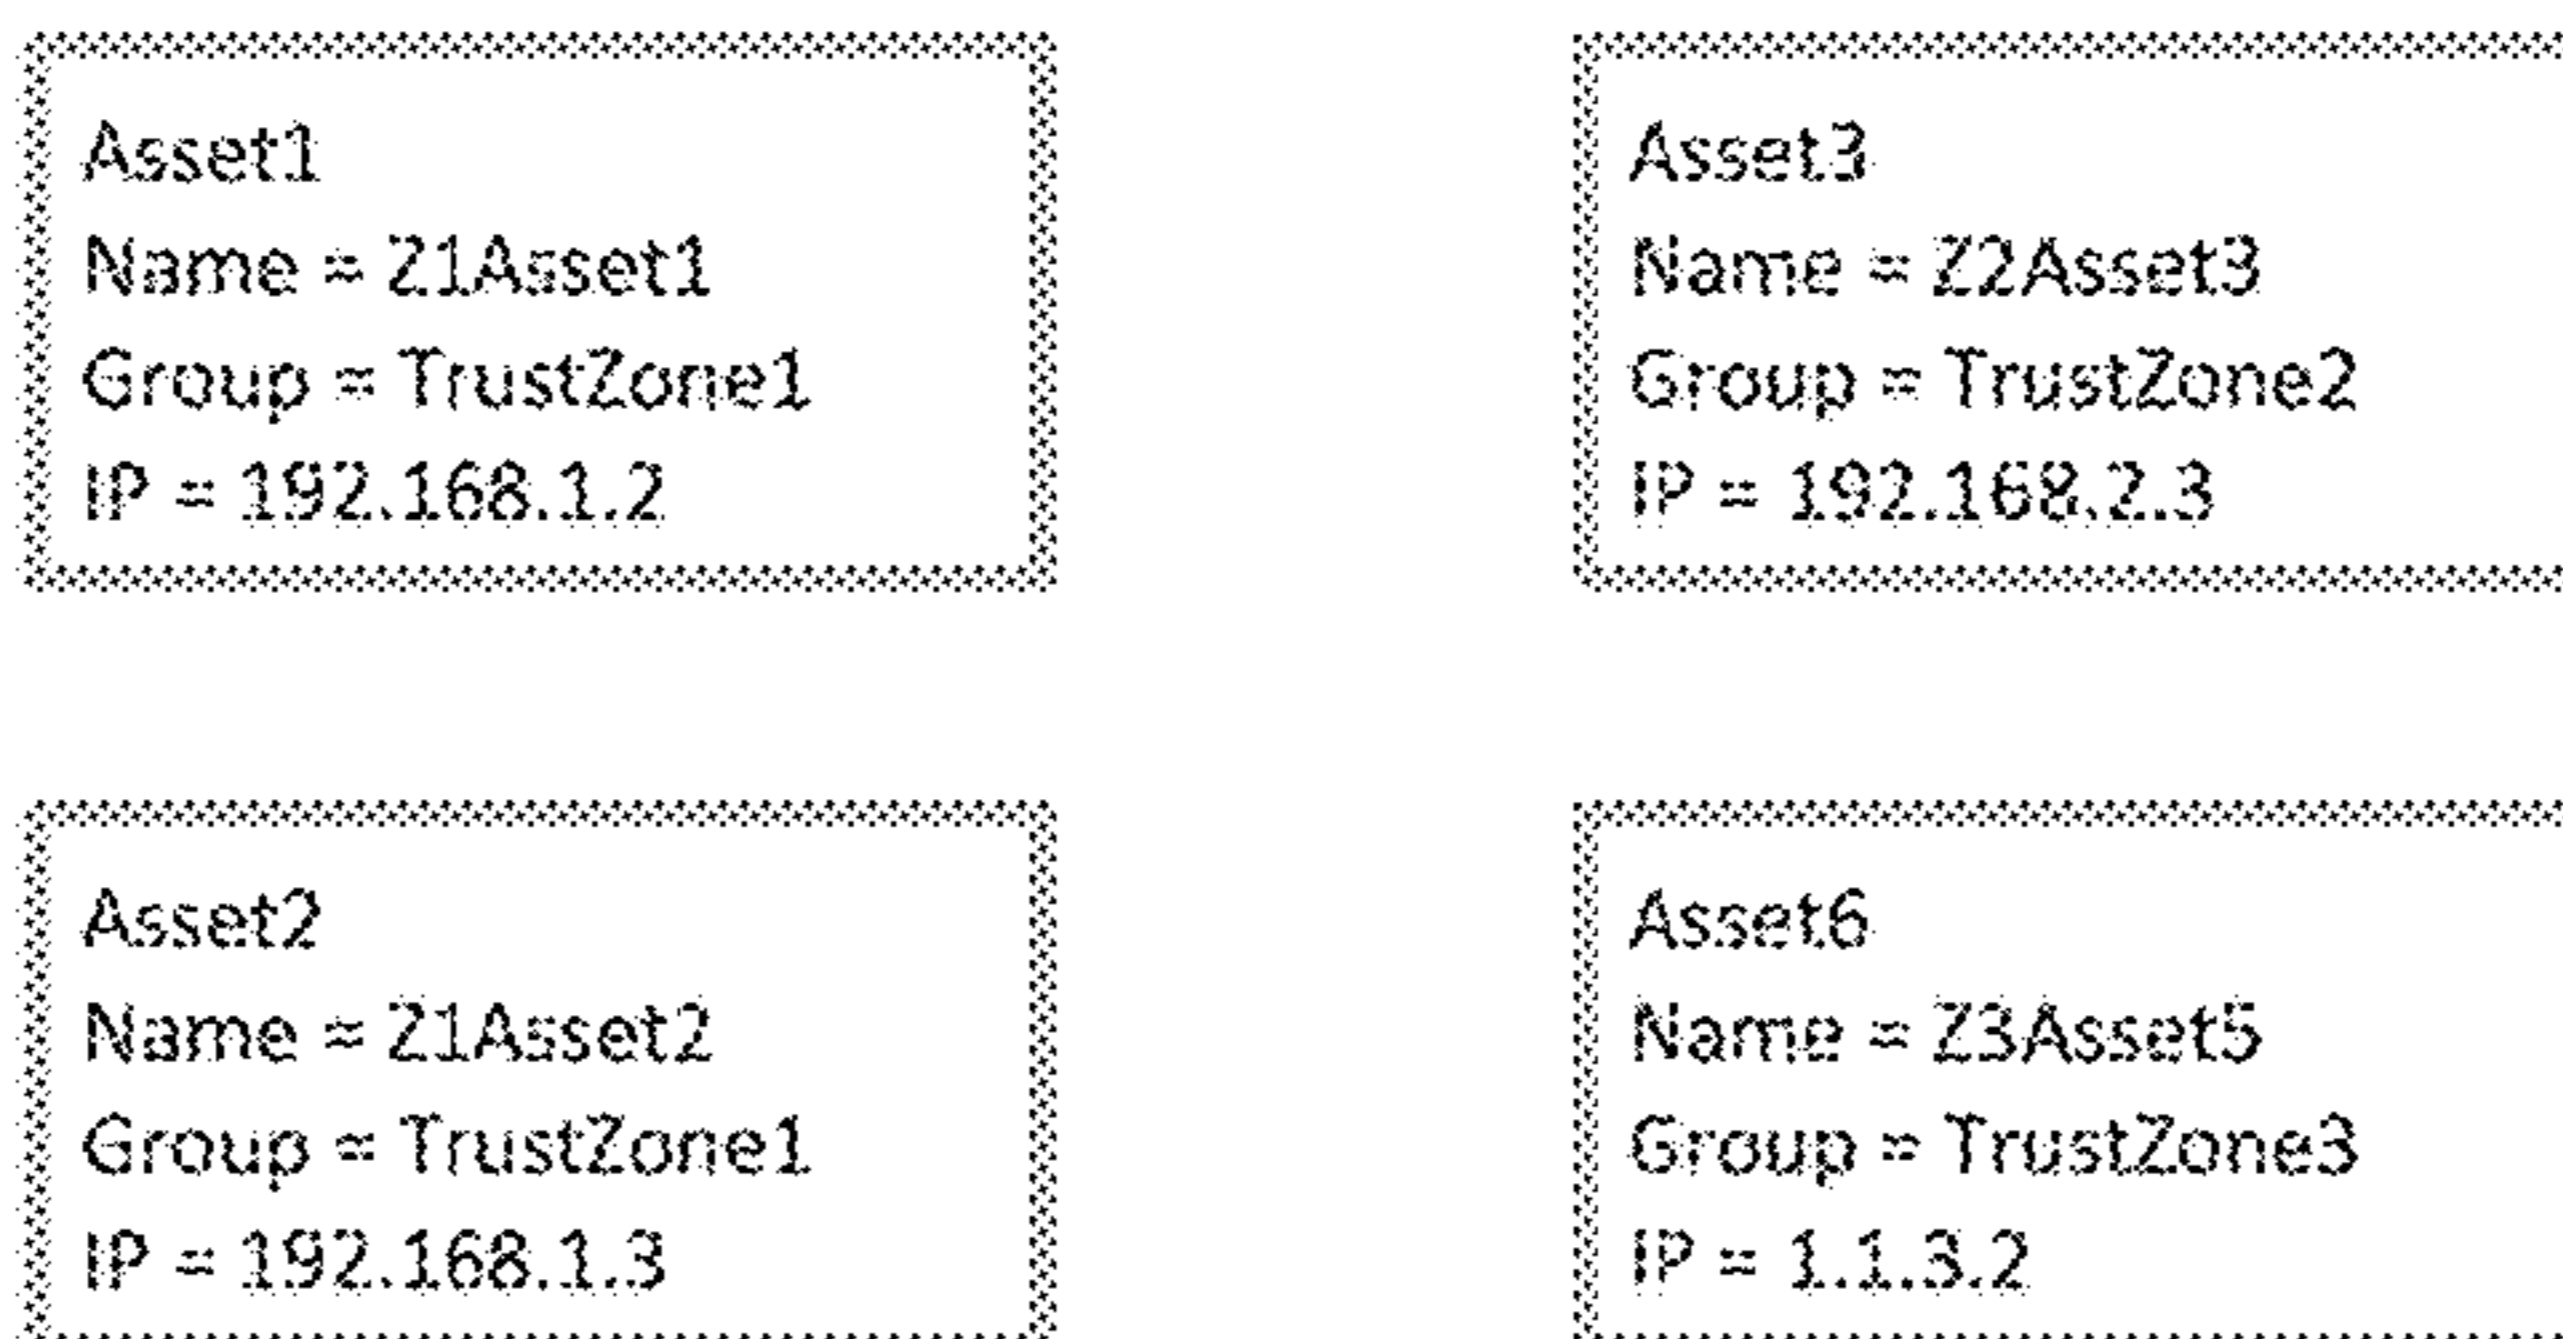 Asset1
Name = Z1Asset1
Group = TrustZone1
IP = 192.168.1.2
Asset3
Name = Z2Asset3
Group = TrustZone2
IP = 192.168.2.3
Asset2
Name = Z1Asset2
Group = TrustZone1
IP = 192.168.1.3
Asset6
Name = Z3Asset5
Group = TrustZone3
IP = 1.1.3.2